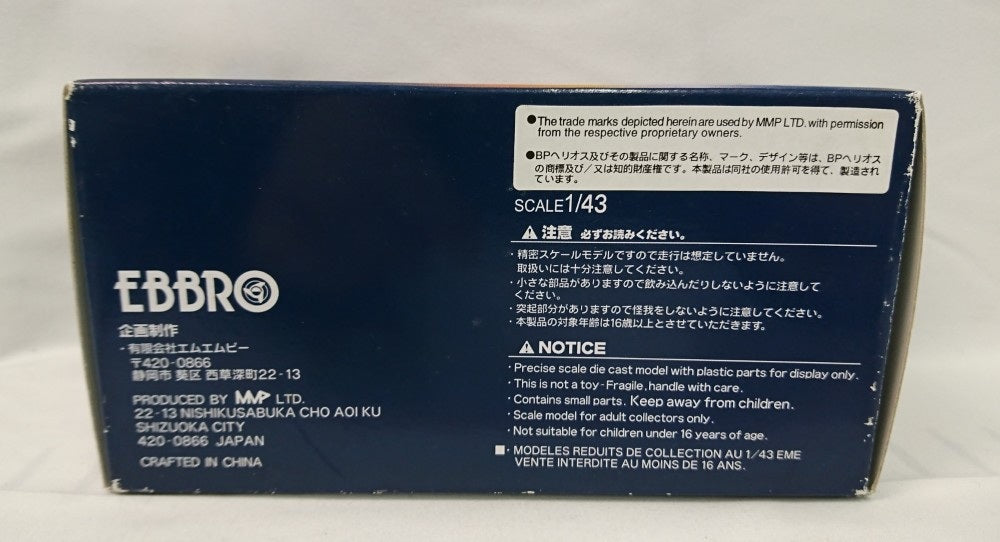 ●The trade marks depicted herein are used by MMP LTD. with permission
from the respective proprietary owners.
●BPヘリオス及びその製品に関する名称、マーク、デザイン等は、BPヘリオス
の商標及び/又は知的財産権です。本製品は同社の使用許可を得て、製造され
ています。
SCALE1/43
⚠注意 必ずお読みください。
・精密スケールモデルですので走行は想定していません。
取扱いには十分注意してください。
・小さな部品がありますので飲み込んだりしないように注意して
ください。
・突起部分がありますので怪我をしないように注意してください。
・本製品の対象年齢は16歳以上とさせていただきます。
⚠NOTICE
・Precise scale die cast model with plastic parts for display only.
・This is not a toy-Fragile, handle with care.
・Contains small parts. Keep away from children.
・Scale model for adult collectors only.
・Not suitable for children under 16 years of age.
■・MODELES REDUITS DE COLLECTION AU 1/43 EME
VENTE INTERDITE AU MOINS DE 16 ANS.
EBBRO
企画制作
・有限会社エムエムピー
〒420-0866
静岡市 葵区 西草深町22-13
PRODUCED BY MMP LTD.
22-13 NISHIKUSABUKA CHO AOI KU
SHIZUOKA CITY
420-0866 JAPAN
CRAFTED IN CHINA